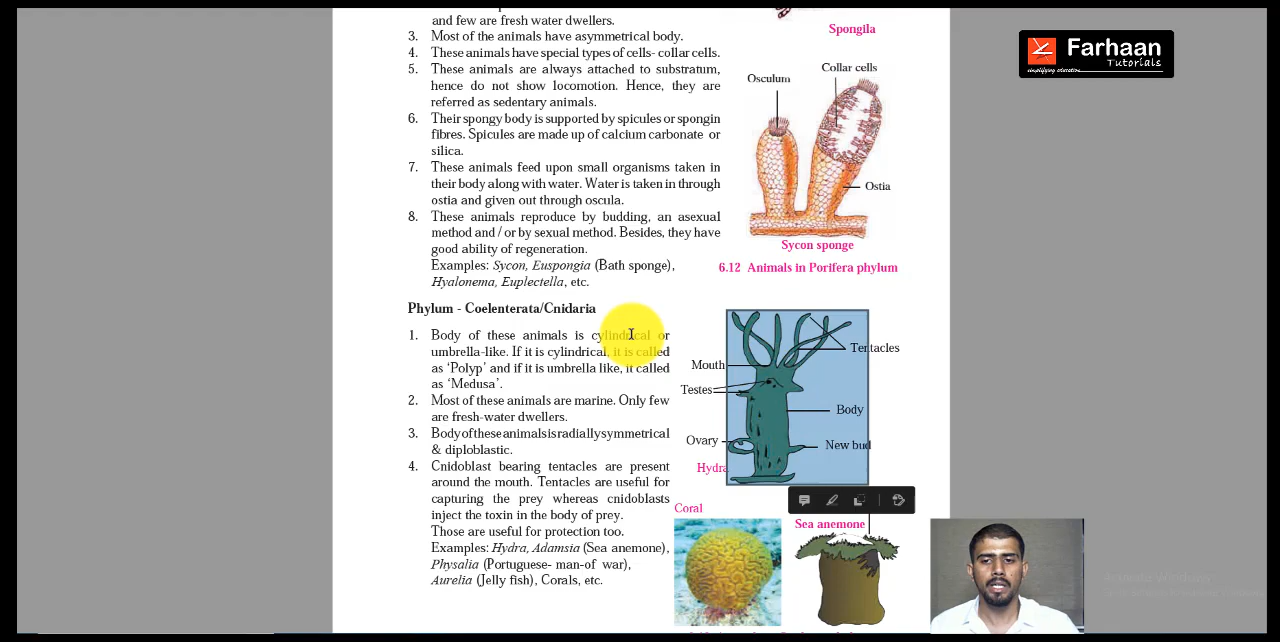 and few are fresh water dwellers.
3. Most of the animals have asymmetrical body.
4. These animals have special types of cells- collar cells.
5. These animals are always attached to substratum,
hence do not show locomotion. Hence, they are
referred as sedentary animals.
6. Their spongy body is supported by spicules or spongin
fibres. Spicules are made up of calcium carbonate or
silica.
7. These animals feed upon small organisms taken in
their body along with water. Water is taken in through
ostia and given out through oscula.
8. These animals reproduce by budding, an asexual
method and / or by sexual method. Besides, they have
good ability of regeneration.
Examples: Sycon, Euspongia (Bath sponge),
Hyalonema, Euplectella, etc.
Spongila
Osculum
Collar cells
Ostia
Sycon sponge
6.12 Animals in Porifera phylum
Farhaan
Tutorials
simplifying education
Phylum - Coelenterata/Cnidaria
1. Body of these animals is cylindrical or
umbrella-like. If it is cylindrical, it is called
as ‘Polyp’ and if it is umbrella like, it called
as ‘Medusa’.
2. Most of these animals are marine. Only few
are fresh-water dwellers.
3. Body of these animals is radially symmetrical
& diploblastic.
4. Cnidoblast bearing tentacles are present
around the mouth. Tentacles are useful for
capturing the prey whereas cnidoblasts
inject the toxin in the body of prey.
Those are useful for protection too.
Examples: Hydra, Adamsia (Sea anemone),
Physalia (Portuguese- man-of war),
Aurelia (Jelly fish), Corals, etc.
Tentacles
Mouth
Testes
Body
Ovary
New bud
Hydra
Coral
Sea anemone